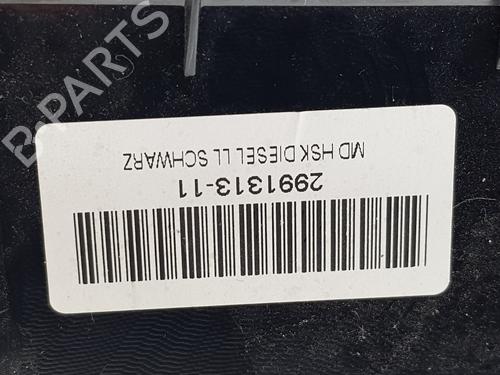 MD HSK DIESEL LL SCHWARZ
2991313-11
B-PARTS